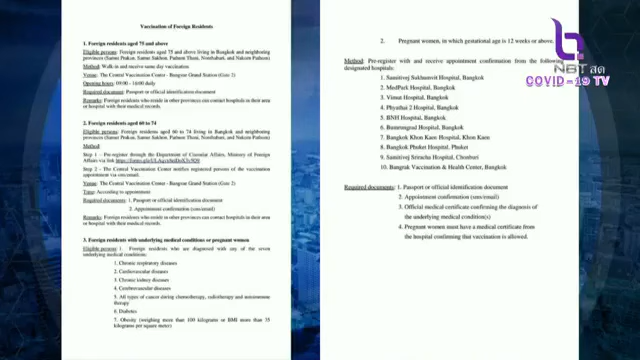 Vaccination of Foreign Residents
1. Foreign residents aged 75 and above
Eligible persons: Foreign residents aged 75 and above living in Bangkok and neighboring
provinces (Samut Prakan, Samut Sakhon, Pathum Thani, Nonthaburi, and Nakorn Pathom)
Method: Walk in and receive same day vaccination
Venue: The Central Vaccination Center - Bangsue Grand Station (Gate 2)
Opening hours: 09:00 - 16:00 daily
Required document: Passport or official identification document
Remarks: Foreign residents who reside in other provinces can contact hospitals in their area
or hospital with their medical records.
2. Foreign residents aged 60 to 74
Eligible persons: Foreign residents aged 60 to 74 living in Bangkok and neighboring
provinces (Samut Prakan, Samut Sakhon, Pathum Thani, Nonthaburi, and Nakorn Pathom)
Method:
Step 1 - Pre-register through the Department of Consular Affairs, Ministry of Foreign
Affairs via link
Step 2 - The Central Vaccination Center notifies registered persons of the vaccination
appointment via sms/email.
Venue: The Central Vaccination Center - Bangsue Grand Station (Gate 2)
Time: According to appointment
Required documents: 1. Passport or official identification document
2. Appointment confirmation (sms/email)
Remarks: Foreign residents who reside in other provinces can contact hospitals in their area
or hospital with their medical records.
3. Foreign residents with underlying medical conditions or pregnant women
Eligible persons: 1. Foreign residents who are diagnosed with any of the seven
underlying medical conditions:
1. Chronic respiratory diseases
2. Cardiovascular diseases
3. Chronic kidney diseases
4. Cerebrovascular diseases
5. All types of cancer during chemotherapy, radiotherapy and
therapy
6. Diabetes
7. Obesity (weighing more than 100 kilograms or BMI more than 35
kilograms per square meter)
2. Pregnant women, in which gestational age is 12 weeks or above.
Method: Pre-register with and receive appointment confirmation from the following
designated hospitals:
1. Samitivej Sukhumvit Hospital, Bangkok
2. MedPark Hospital, Bangkok
3. Vimut Hospital, Bangkok
4. Phyathai 2 Hospital, Bangkok
5. BNH Hospital, Bangkok
6. Bumrungrad Hospital, Bangkok
7. Bangkok Khon Kaen Hospital, Khon Kaen
8. Bangkok Phuket Hospital, Phuket
9. Samitivej Sriracha Hospital, Chonburi
10. Bangrak Vaccination & Health Center, Bangkok
Required documents: 1. Passport or official identification document
2. Appointment confirmation (sms/email)
3. Official medical certificate confirming the diagnosis of
the underlying medical condition(s)
4. Pregnant women must have a medical certificate from
the hospital confirming that vaccination is allowed.
NBT สด
COVID-19 TV